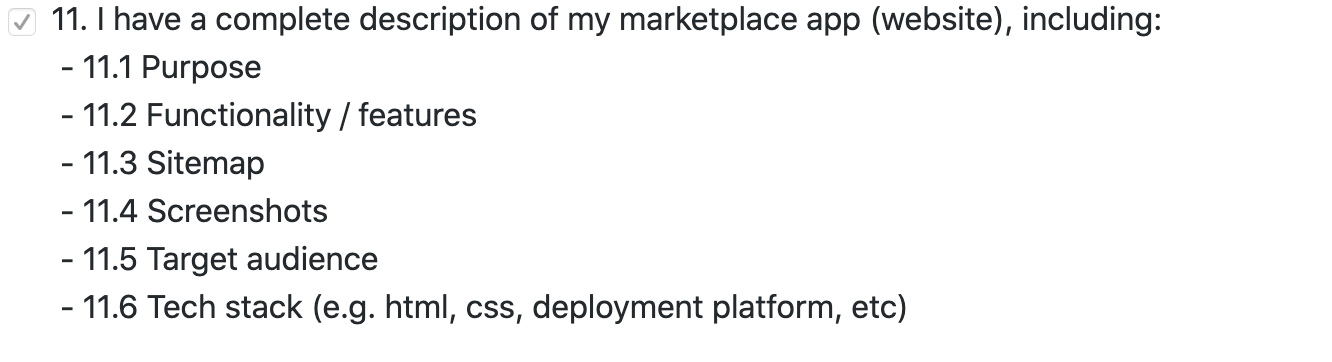 11. I have a complete description of my marketplace app (website), including:
- 11.1 Purpose
- 11.2 Functionality / features
- 11.3 Sitemap
- 11.4 Screenshots
- 11.5 Target audience
- 11.6 Tech stack (e.g. html, css, deployment platform, etc)